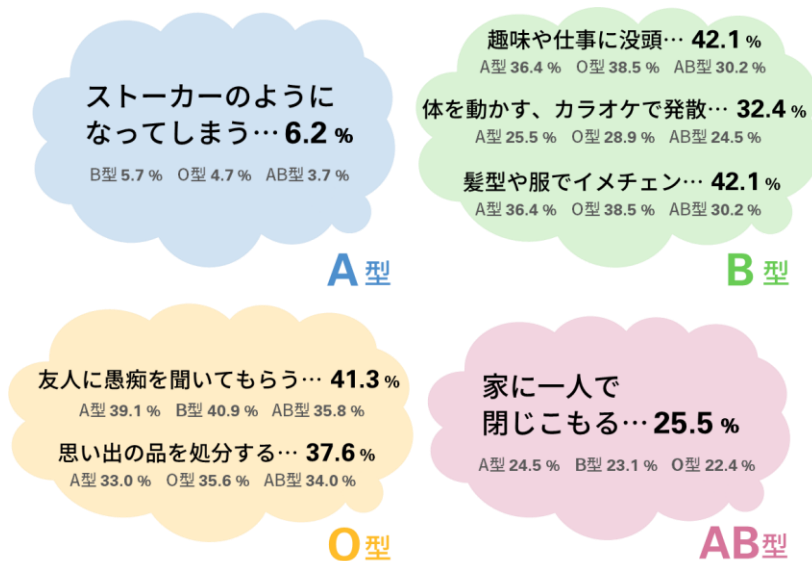 ストーカーのように
なってしまう… 6.2 %
B型 5.7 % O型 4.7 % AB型 3.7 %
A 型
趣味や仕事に没頭… 42.1 %
A型 36.4 % O型 38.5 % AB型 30.2 %
体を動かす、カラオケで発散… 32.4 %
A型 25.5 % O型 28.9 % AB型 24.5 %
髪型や服でイメチェン… 42.1 %
A型 36.4 % O型 38.5 % AB型 30.2 %
B 型
友人に愚痴を聞いてもらう… 41.3 %
A型 39.1 % B型 40.9 % AB型 35.8 %
思い出の品を処分する… 37.6 %
A型 33.0 % O型 35.6 % AB型 34.0 %
O 型
家に一人で
閉じこもる… 25.5 %
A型 24.5 % B型 23.1 % O型 22.4 %
AB型